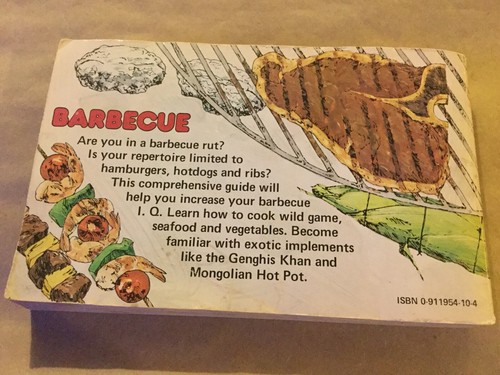 BARBECUE
Are you in a barbecue rut?
Is your repertoire limited to
hamburgers, hotdogs and ribs?
This comprehensive guide will
help you increase your barbecue
I. Q. Learn how to cook wild game,
seafood and vegetables. Become
familiar with exotic implements
like the Genghis Khan and
Mongolian Hot Pot.
ISBN 0-911954-10-4